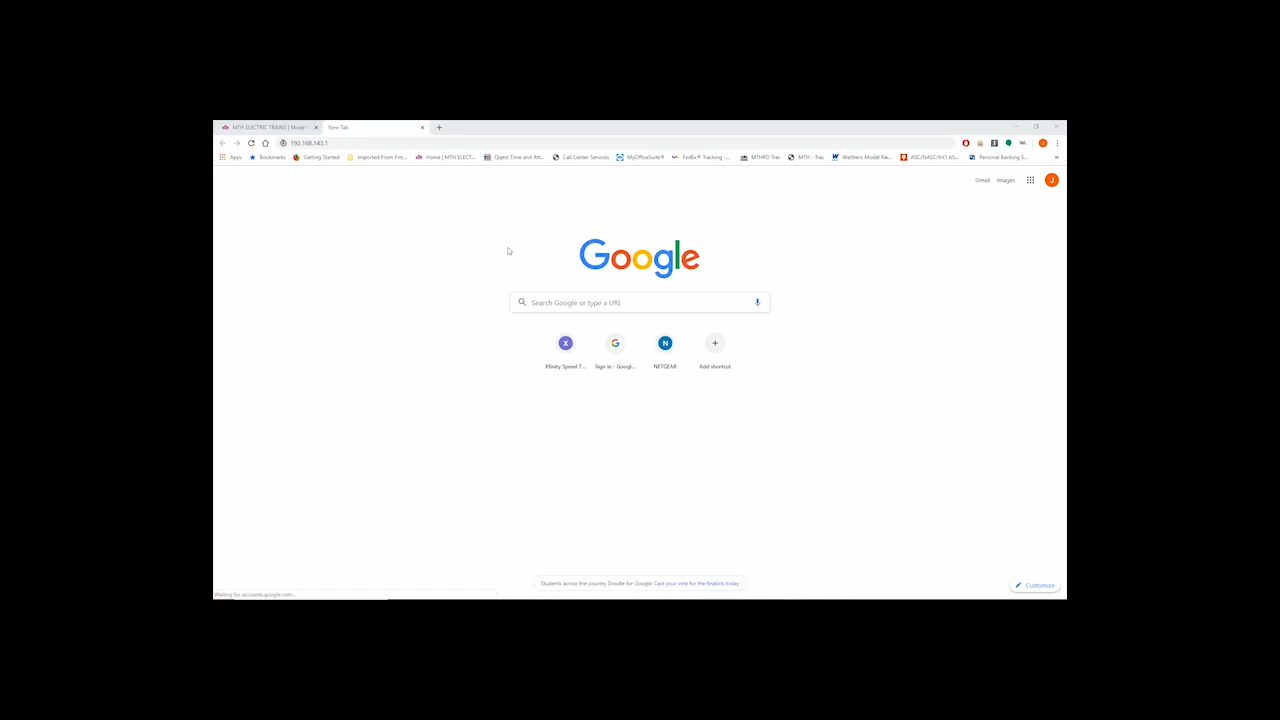 MTH ELECTRIC TRAINS | Model
New Tab
192.168.143.1
Apps Bookmarks Getting Started Imported From Fire... Home | MTH ELECT... Qqest Time and Att... Call Center Services MyOfficeSuite® FedEx® Tracking -... MTHRD Trac MTH - Trac Walthers Model Rai... ASC/NASC/Int'l AS... Personal Banking S...
Gmail Images J
Google
Search Google or type a URL
X N
Xfinity Speed T... Sign in - Googl... NETGEAR Add shortcut
Students across the country Doodle for Google. Cast your vote for the finalists today
Customize
Waiting for accounts.google.com...